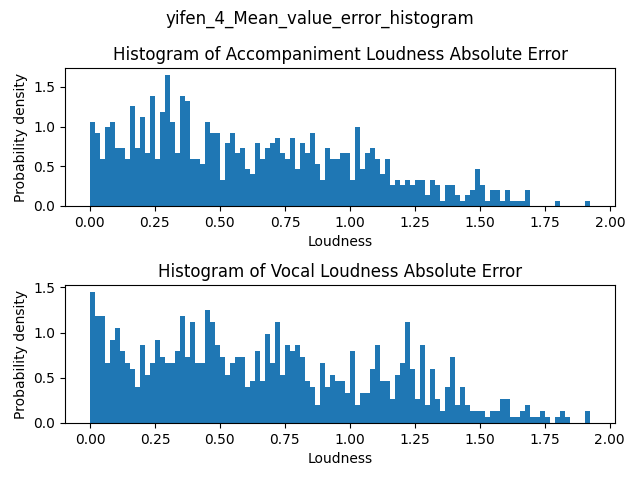 yifen_4_Mean_value_error_histogram
Histogram of Accompaniment Loudness Absolute Error
Probability density
1.5
1.0
0.5
0.0
0.00 0.25 0.50 0.75 1.00 1.25 1.50 1.75 2.00
Loudness
Histogram of Vocal Loudness Absolute Error
Probability density
1.5
1.0
0.5
0.0
0.00 0.25 0.50 0.75 1.00 1.25 1.50 1.75 2.00
Loudness